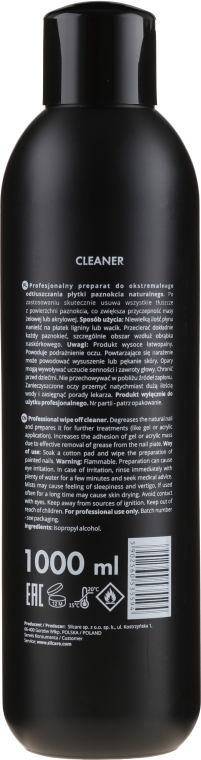 CLEANER
PL Profesjonalny preparat do ekstremalnego
odtłuszczania płytki paznokcia naturalnego. Po
zastosowaniu skutecznie usuwa wszystkie tłuszcze
z powierzchni paznokcia, co zwiększa przyczepność masy
żelowej lub akrylowej. Sposób użycia: Niewielką ilość płynu
nanieść na płatek ligniny lub wacik. Przecierać dokładnie
każdy paznokieć, szczególnie obszar wzdłuż obrąbka
naskórkowego. Uwagi: Produkt wysoce łatwopalny.
Powoduje podrażnienie oczu. Powtarzające się narażenie
może powodować wysuszenie lub pękanie skóry. Opary
mogą wywoływać uczucie senności i zawroty głowy. Chronić
przed dziećmi. Nie przechowywać w pobliżu źródeł zapłonu.
Zanieczyszczone oczy przemyć natychmiast dużą ilością
wody i zasięgnąć porady lekarza. Produkt wyłącznie do
użytku profesjonalnego. Nr partii - patrz opakowanie.
EN Professional wipe off cleaner. Degreases the natural nail
and prepares it for further treatments (like gel or acrylic
application). Increases the adhesion of gel or acrylic mass
due to effective removal of grease from the nail paste. Way
of use: Soak a cotton pad and wipe the preparation of
painted nails. Warning: Flammable. Preparation can cause
eye irritation. In case of irritation, rinse immediately with
plenty of water for a few minutes and seek medical advice.
Mists may cause feeling of sleepiness and vertigo, If used
often for a long time may cause skin drying. Avoid contact
with eyes. Keep away from sources of ignition. Keep out of
reach of children. For professional use only. Batch number
- see packaging.
Ingredients: Isopropyl alcohol.
1000 ml
EAC 12 M 5°C 20°C
Producent / Producer: Silcare sp. z o.o. sp. k., ul. Kostrzyńska 1,
66-400 Gorzów Wlkp. POLSKA / POLAND
Serwis Konsumenta / Customer
Service: www.silcare.com